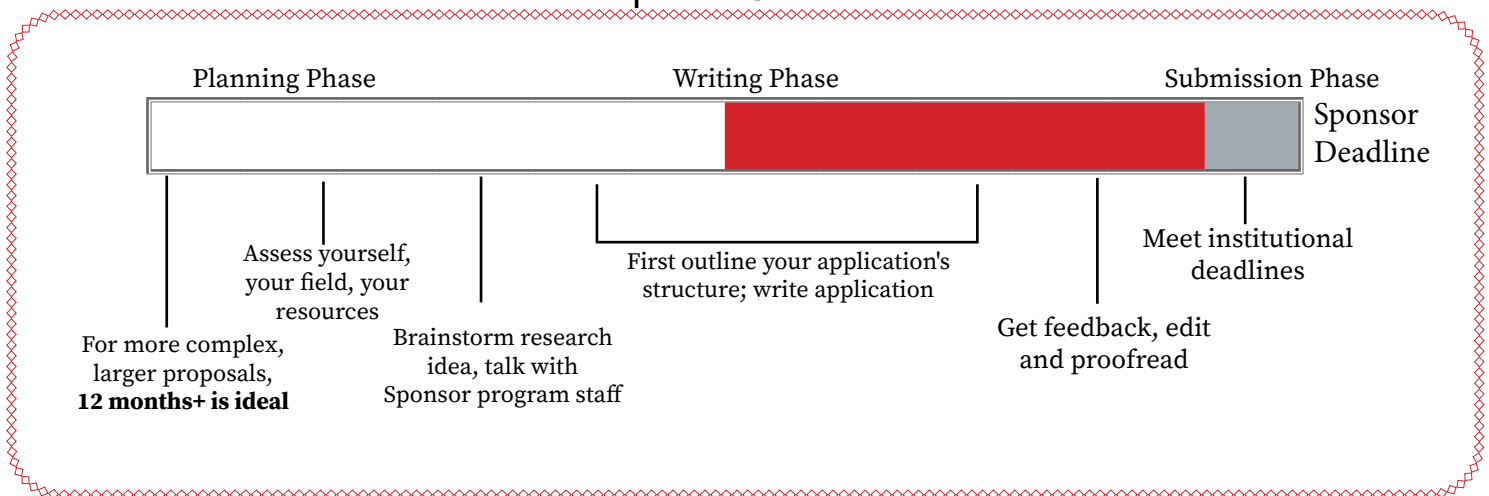 Planning Phase
Writing Phase
Submission Phase
Sponsor
Deadline
For more complex,
larger proposals,
12 months+ is ideal
Assess yourself,
your field, your
resources
Brainstorm research
idea, talk with
Sponsor program staff
First outline your application's
structure; write application
Get feedback, edit
and proofread
Meet institutional
deadlines